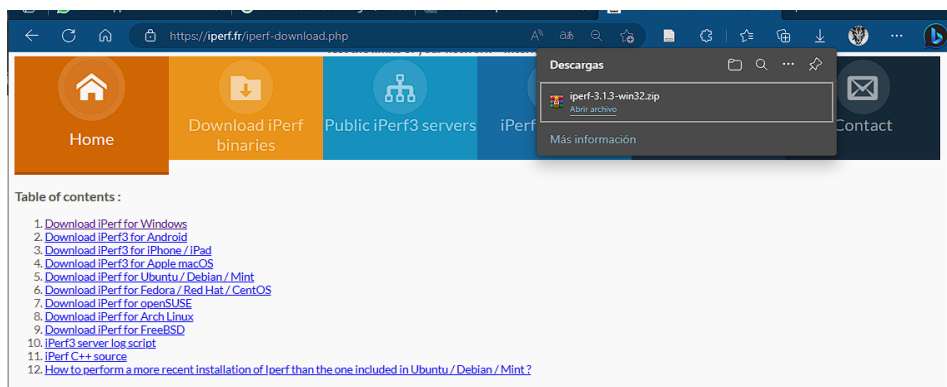 https://iperf.fr/iperf-download.php
Descargas
iperf-3.1.3-win32.zip
Abrir archivo
Más información
Home
Download iPerf binaries
Public iPerf3 servers
iPerf
Contact
Table of contents :
1. Download iPerf for Windows
2. Download iPerf3 for Android
3. Download iPerf3 for iPhone / iPad
4. Download iPerf3 for Apple macOS
5. Download iPerf for Ubuntu / Debian / Mint
6. Download iPerf for Fedora / Red Hat / CentOS
7. Download iPerf for openSUSE
8. Download iPerf for Arch Linux
9. Download iPerf for FreeBSD
10. iPerf3 server log script
11. iPerf C++ source
12. How to perform a more recent installation of Iperf than the one included in Ubuntu / Debian / Mint ?